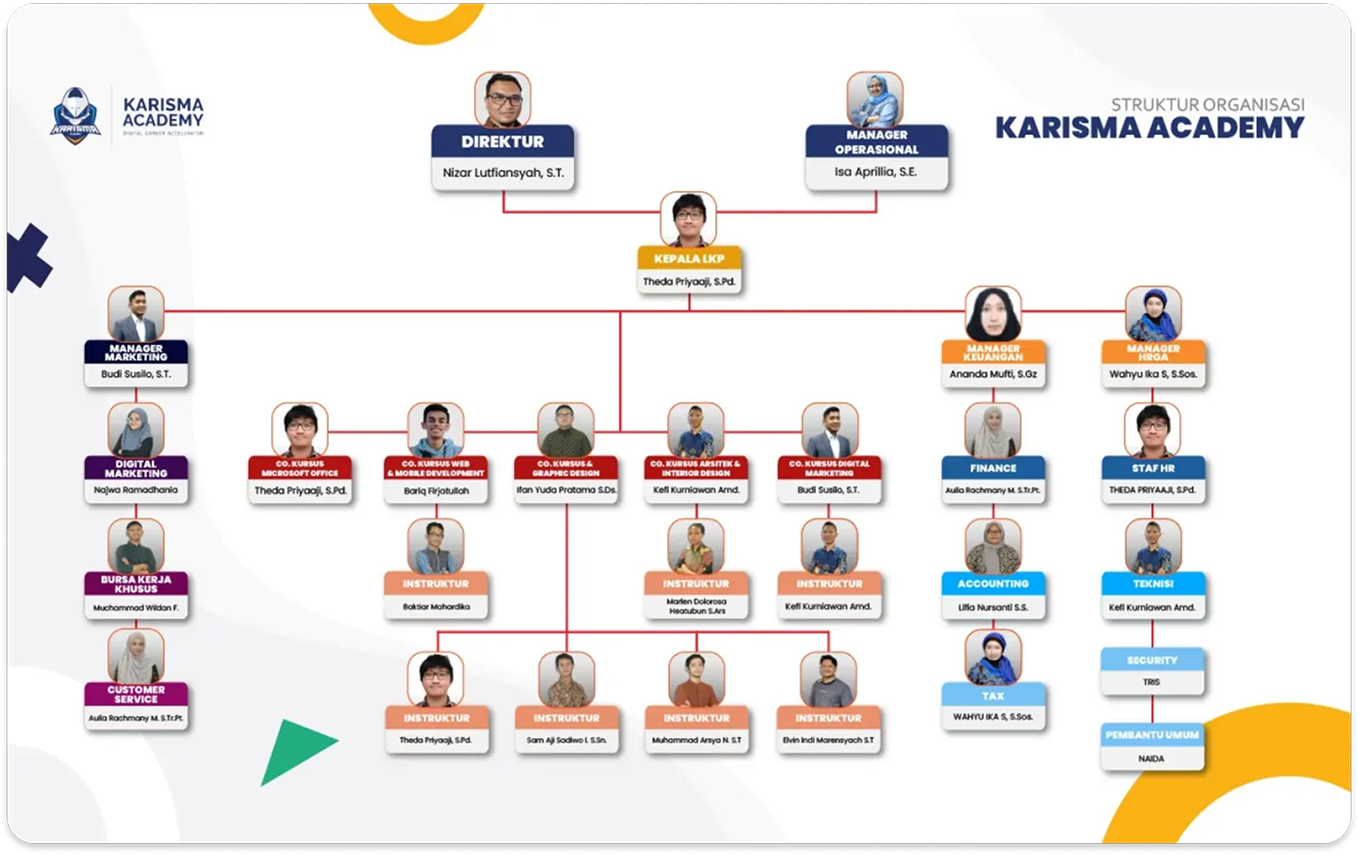 KARISMA
ACADEMY
DIGITAL CAREER ACCELERATOR
KARISMA
STRUKTUR ORGANISASI
KARISMA ACADEMY
DIREKTUR
Nizar Lutfiansyah, S.T.
MANAGER
OPERASIONAL
Isa Aprillia, S.E.
KEPALA LKP
Theda Priyaaji, S.Pd.
MANAGER
MARKETING
Budi Susilo, S.T.
MANAGER
KEUANGAN
Ananda Mufti, S.Gz
MANAGER
HRGA
Wahyu Ika S, S.Sos.
DIGITAL
MARKETING
Najwa Ramadhania
CO. KURSUS
MICROSOFT OFFICE
Theda Priyaaji, S.Pd.
CO. KURSUS WEB
& MOBILE DEVELOPMENT
Bariq Firjatullah
CO. KURSUS &
GRAPHIC DESIGN
Ifan Yuda Pratama S.Ds.
CO. KURSUS ARSITEK &
INTERIOR DESIGN
Kefi Kurniawan Amd.
CO. KURSUS DIGITAL
MARKETING
Budi Susilo, S.T.
FINANCE
Aulia Rachmany M. S.Tr.Pt.
STAF HR
THEDA PRIYAAJI, S.Pd.
BURSA KERJA
KHUSUS
Muchammad Wildan F.
INSTRUKTUR
Baktiar Mahardika
INSTRUKTUR
Marlen Dolorosa
Heatubun S.Ars
INSTRUKTUR
Kefi Kurniawan Amd.
ACCOUNTING
Lifia Nursanti S.S.
TEKNISI
Kefi Kurniawan Amd.
CUSTOMER
SERVICE
Aulia Rachmany M. S.Tr.Pt.
INSTRUKTUR
Theda Priyaaji, S.Pd.
INSTRUKTUR
Sam Aji Sadiwo I. S.Sn.
INSTRUKTUR
Muhammad Arsya N. S.T
INSTRUKTUR
Elvin Indi Marensyach S.T
TAX
WAHYU IKA S, S.Sos.
SECURITY
TRIS
PEMBANTU UMUM
NAIDA